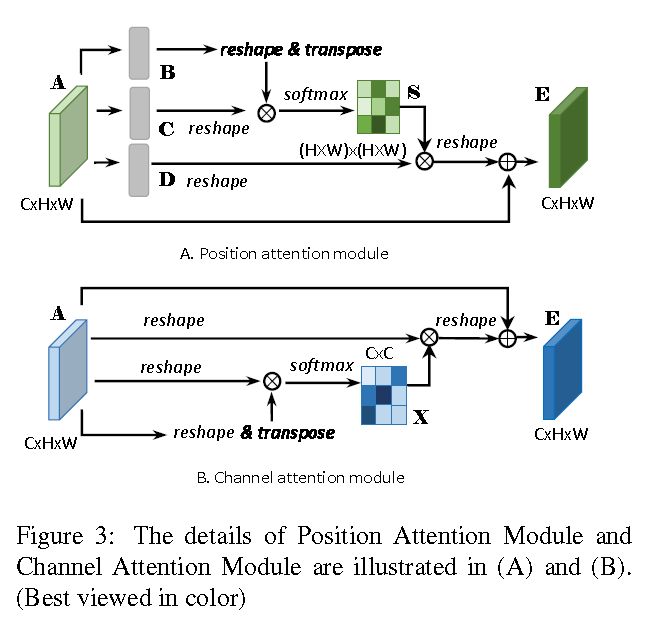 B
reshape & transpose
A
softmax
S
E
C
reshape
(HXW)x(HXW)
reshape
D
reshape
CxHxW
CxHxW
A. Position attention module
A
reshape
reshape
E
CxC
reshape
softmax
X
CxHxW
reshape & transpose
CxHxW
B. Channel attention module
Figure 3: The details of Position Attention Module and
Channel Attention Module are illustrated in (A) and (B).
(Best viewed in color)